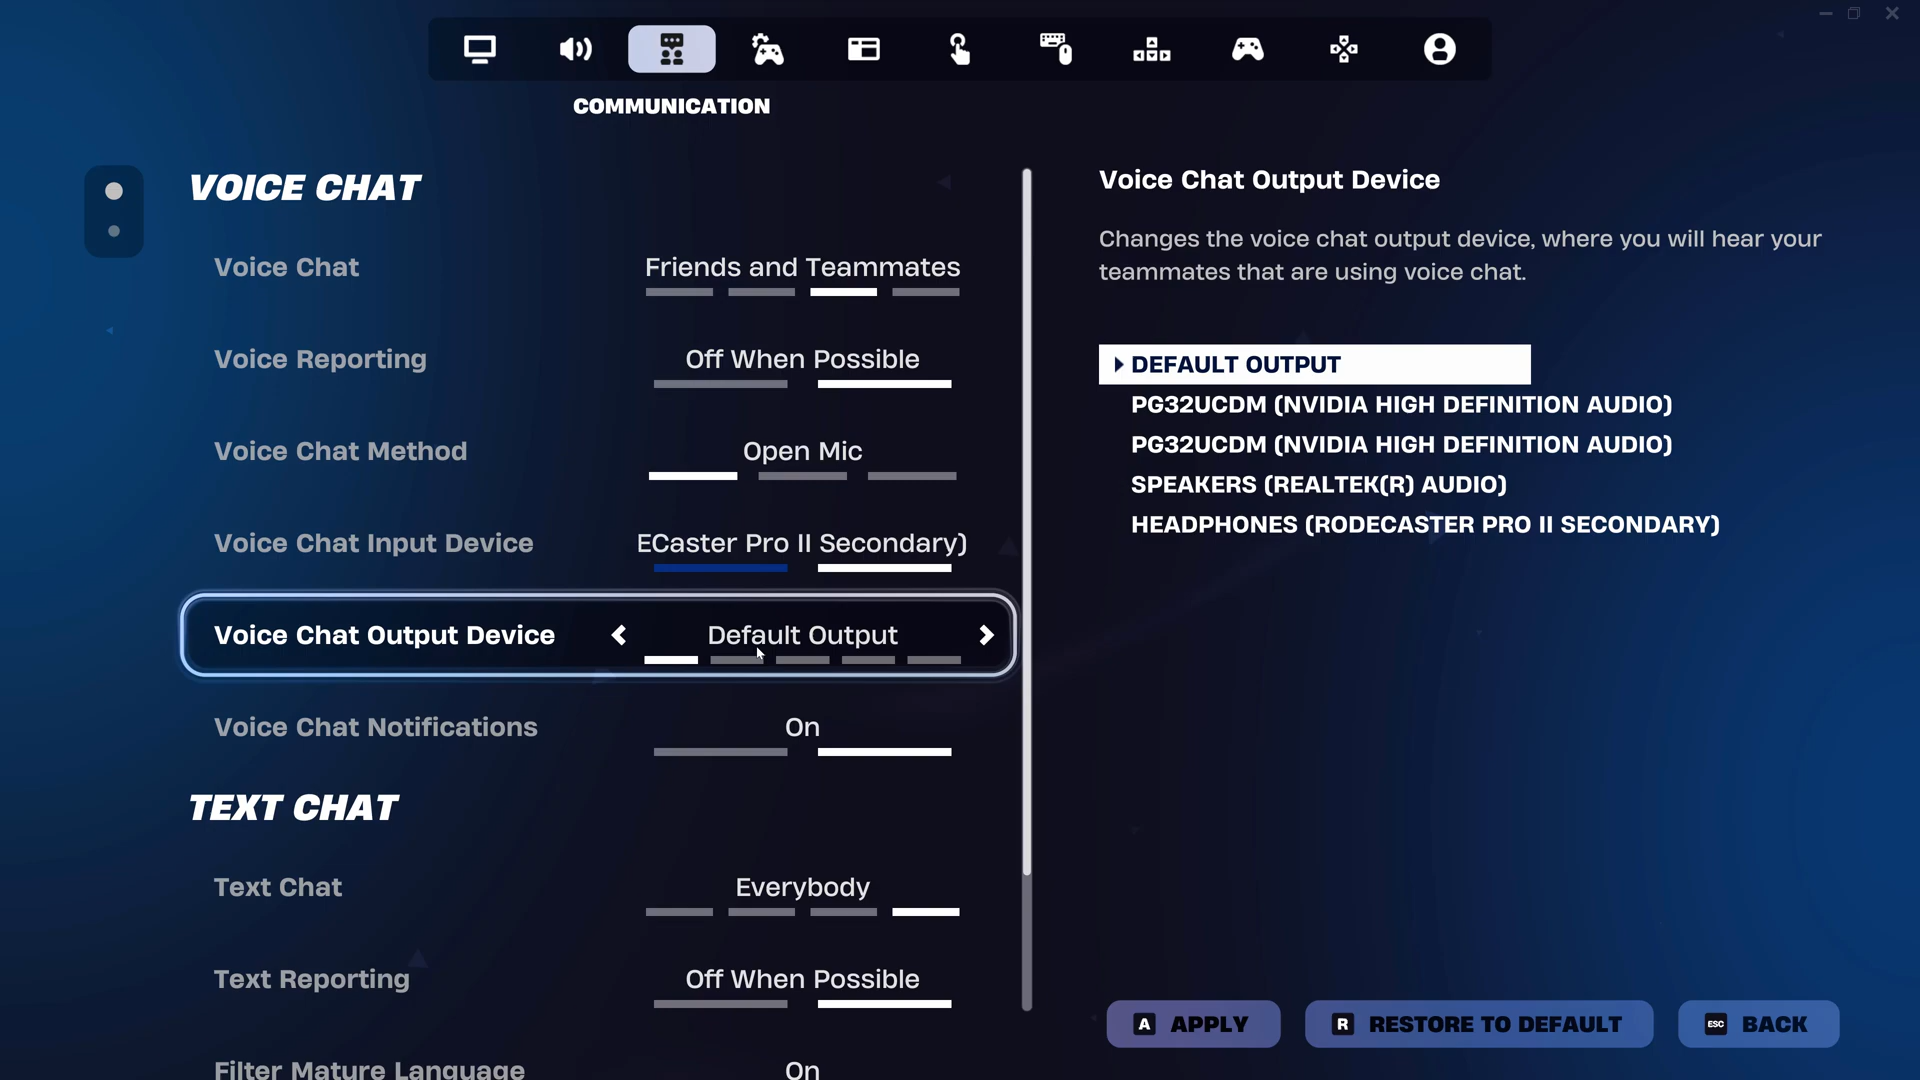 COMMUNICATION
VOICE CHAT
Voice Chat
Friends and Teammates
Voice Reporting
Off When Possible
Voice Chat Method
Open Mic
Voice Chat Input Device
ECaster Pro II Secondary)
Voice Chat Output Device
Default Output
Voice Chat Notifications
On
TEXT CHAT
Text Chat
Everybody
Text Reporting
Off When Possible
Filter Mature Language
On
Voice Chat Output Device
Changes the voice chat output device, where you will hear your
teammates that are using voice chat.
DEFAULT OUTPUT
PG32UCDM (NVIDIA HIGH DEFINITION AUDIO)
PG32UCDM (NVIDIA HIGH DEFINITION AUDIO)
SPEAKERS (REALTEK(R) AUDIO)
HEADPHONES (RODECASTER PRO II SECONDARY)
A APPLY
R RESTORE TO DEFAULT
ESC BACK